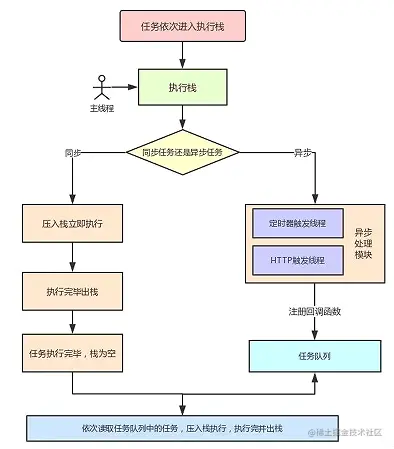 任务依次进入执行栈
执行栈
主线程
同步任务还是异步任务
同步
异步
压入栈立即执行
定时器触发线程
HTTP触发线程
异步
处理
模块
执行完毕出栈
注册回调函数
任务执行完毕，栈为空
任务队列
依次读取任务队列中的任务，压入栈执行，执行完并出栈
@稀土掘金技术社区